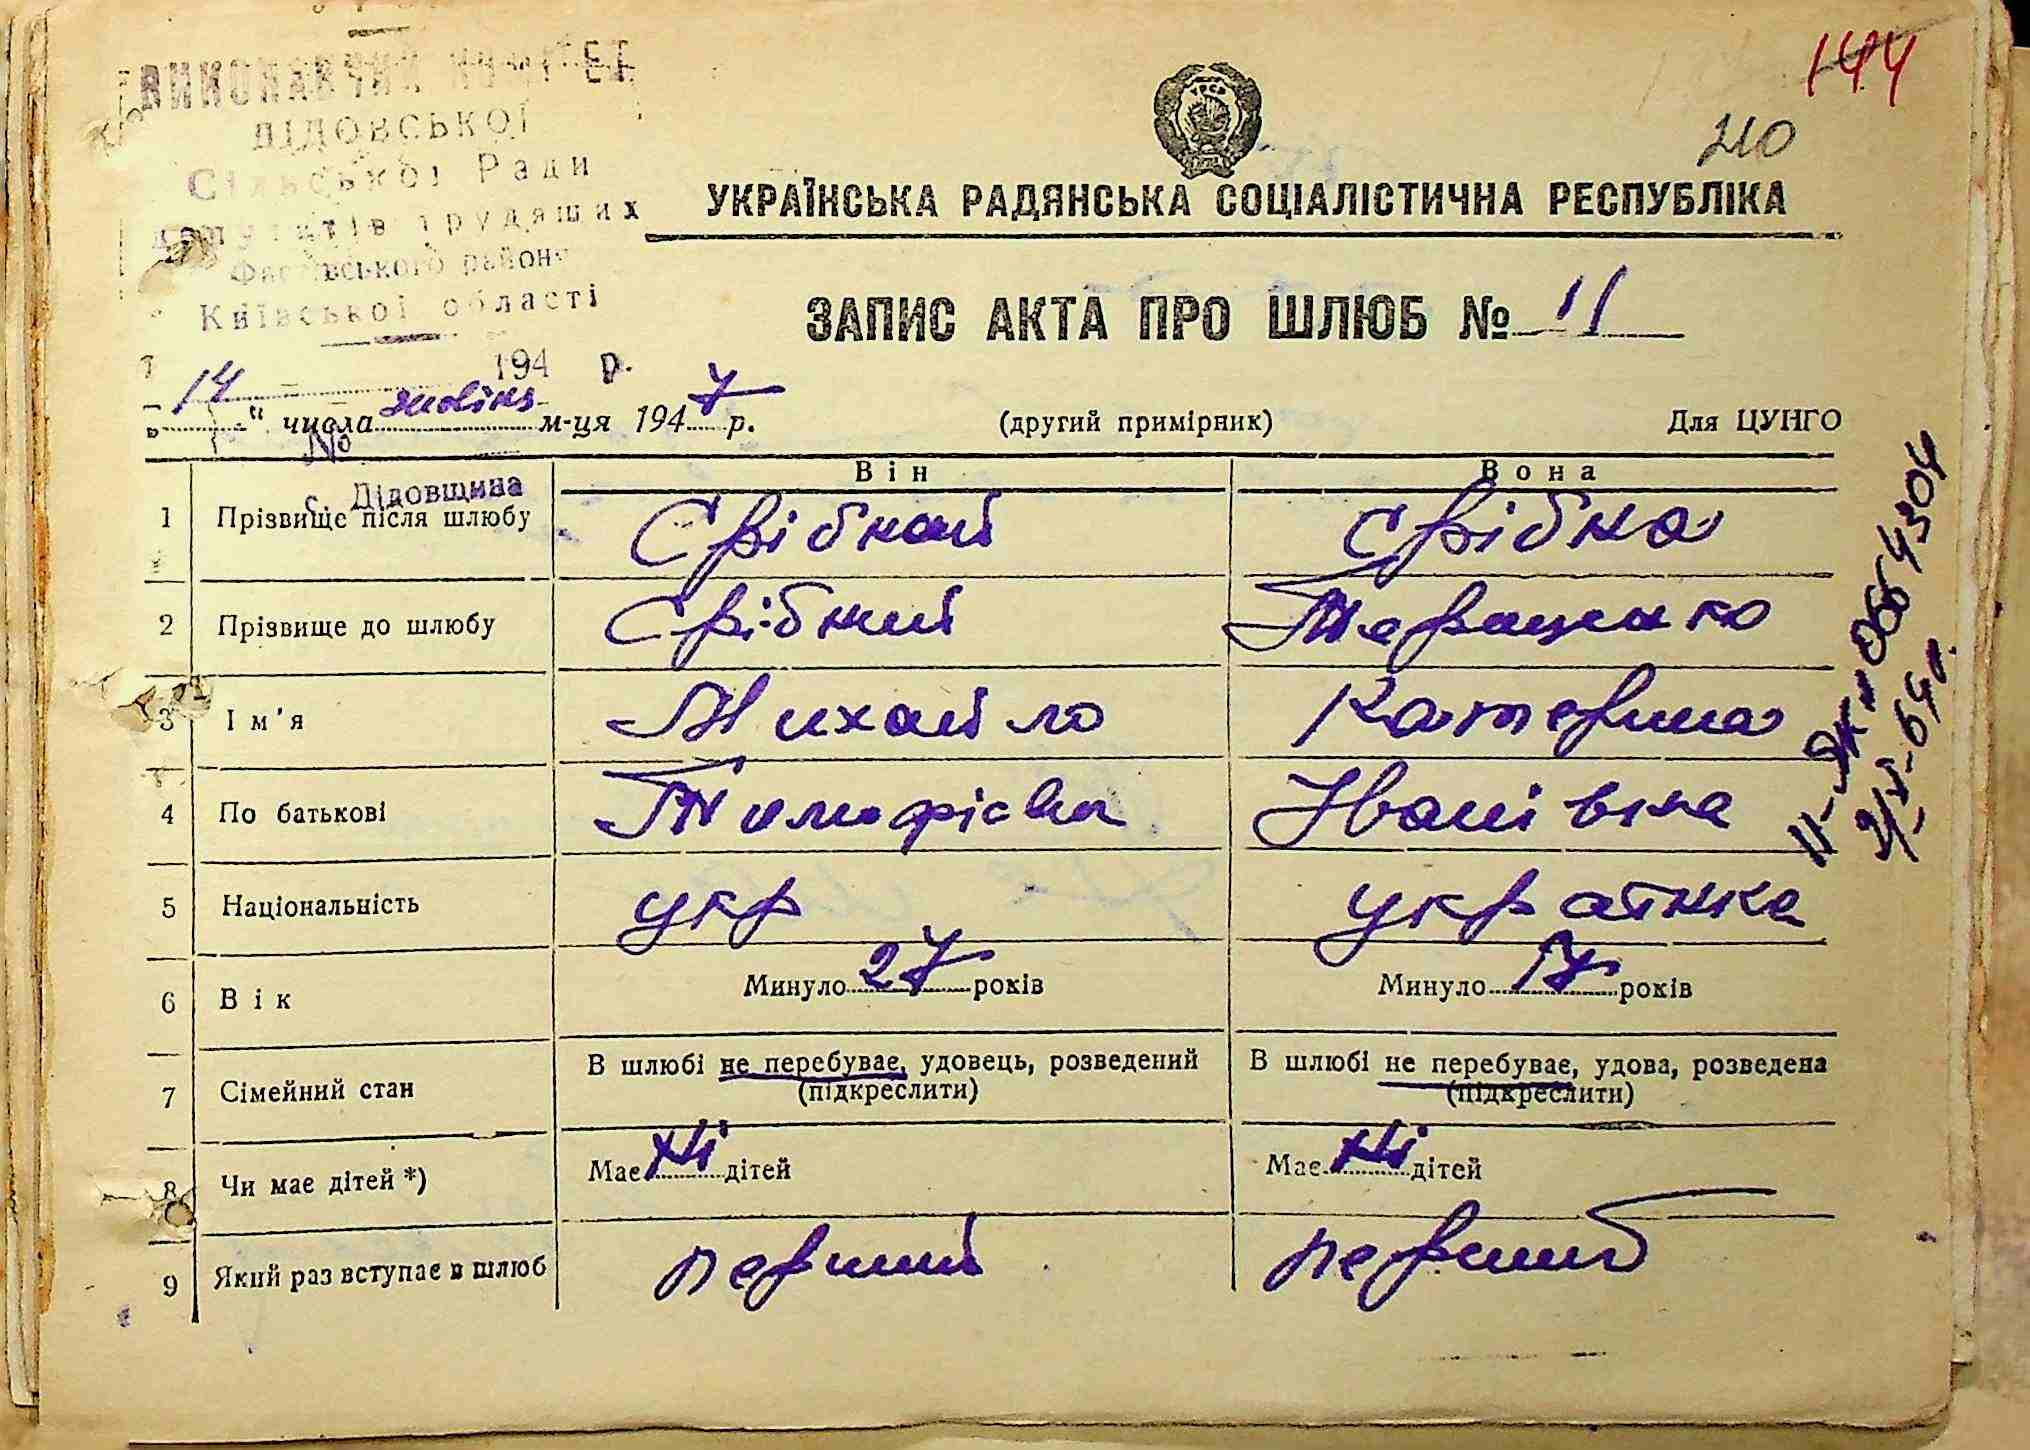 144
210
ВИКОНАВЧИЙ КОМІТЕТ
ДІДОВСЬКОЇ
Сільської Ради
депутатів трудящих
Фастівського району
Київської області
194 р.
№
с. Дідовщина
УРСР
УКРАЇНСЬКА РАДЯНСЬКА СОЦІАЛІСТИЧНА РЕСПУБЛІКА
ЗАПИС АКТА ПРО ШЛЮБ № 11
14 " числа м-ця 1947 р.
(другий примірник)
Для ЦУНГО
Він Вона
1 Прізвище після шлюбу Срібний Срібна
2 Прізвище до шлюбу Срібний Терещенко
3 Ім'я Михайло Катерина
4 По батькові Тимофієвич Іванівна
5 Національність укр українка
6 Вік Минуло 27 років Минуло 17 років
7 Сімейний стан В шлюбі не перебуває, удовець, розведений (підкреслити) В шлюбі не перебуває, удова, розведена (підкреслити)
8 Чи має дітей *) Має ні дітей Має ні дітей
9 Який раз вступає в шлюб перший перший